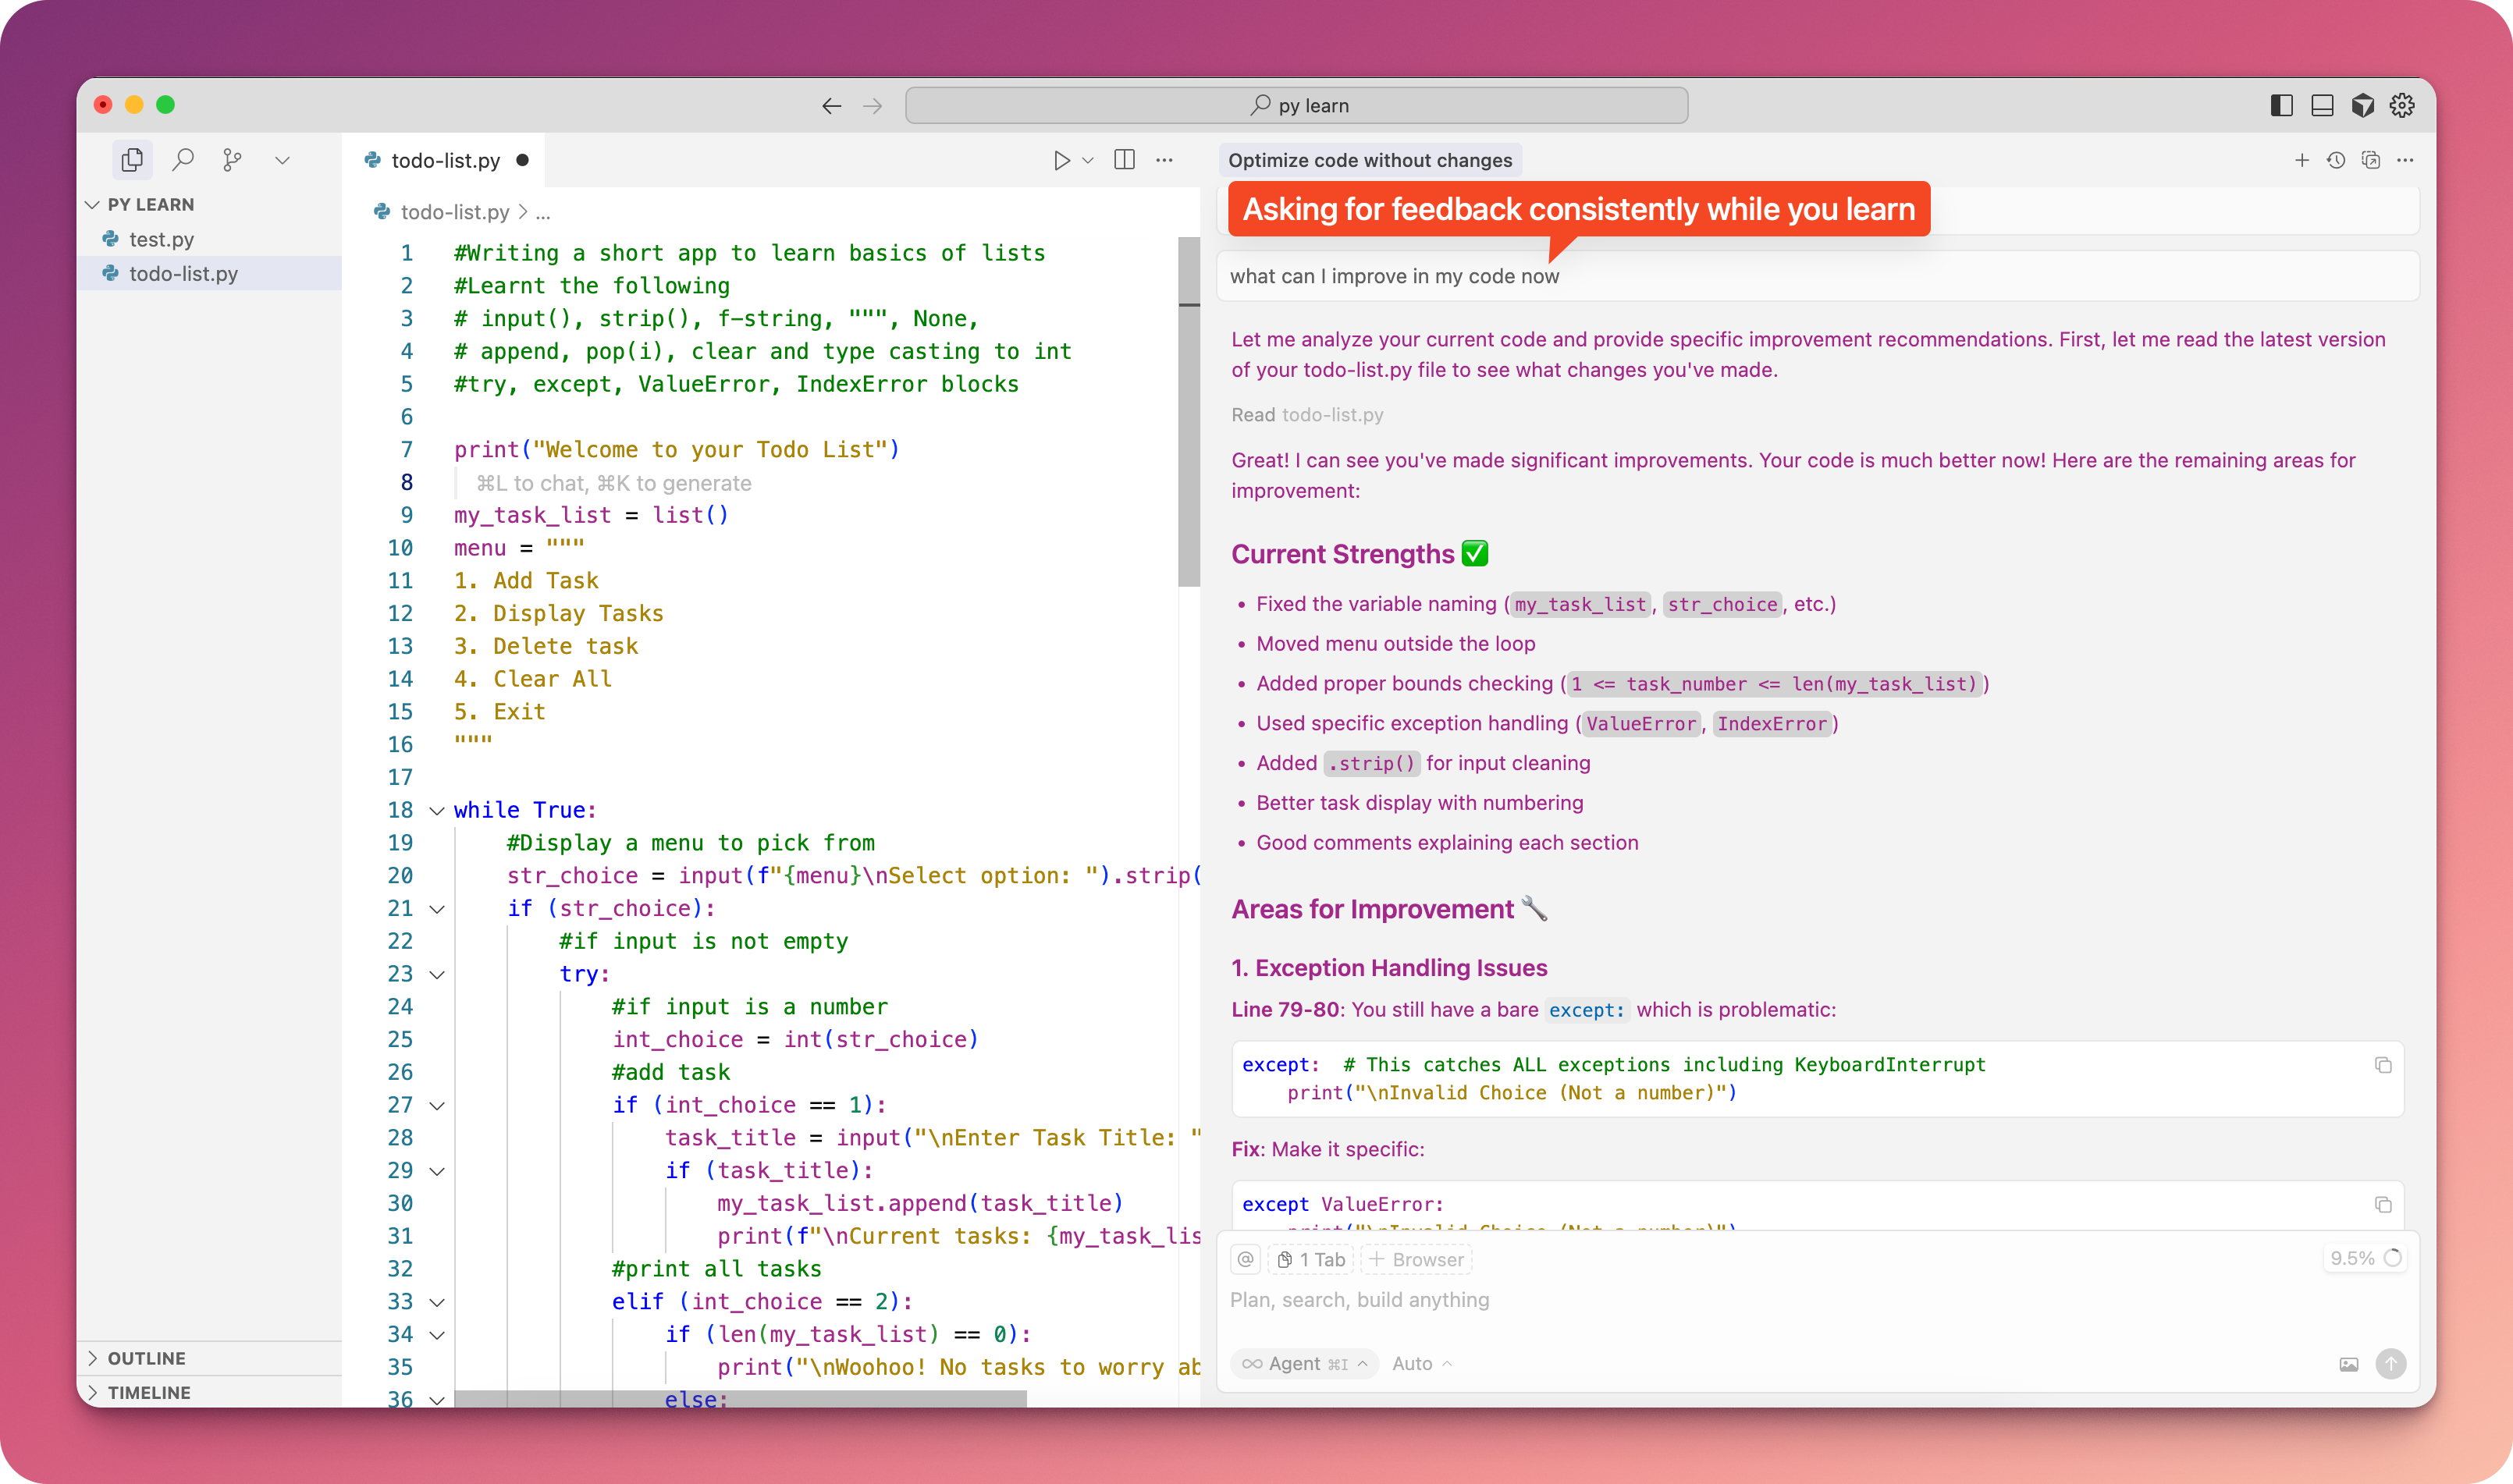 py learn
PY LEARN
test.py
todo-list.py
OUTLINE
TIMELINE
todo-list.py
todo-list.py > ...
1 #Writing a short app to learn basics of lists
2 #Learnt the following
3 # input(), strip(), f-string, """, None,
4 # append, pop(i), clear and type casting to int
5 #try, except, ValueError, IndexError blocks
6
7 print("Welcome to your Todo List")
8 ⌘L to chat, ⌘K to generate
9 my_task_list = list()
10 menu = """
11 1. Add Task
12 2. Display Tasks
13 3. Delete task
14 4. Clear All
15 5. Exit
16 """
17
18 while True:
19 #Display a menu to pick from
20 str_choice = input(f"{menu}\nSelect option: ").strip(
21 if (str_choice):
22 #if input is not empty
23 try:
24 #if input is a number
25 int_choice = int(str_choice)
26 #add task
27 if (int_choice == 1):
28 task_title = input("\nEnter Task Title: "
29 if (task_title):
30 my_task_list.append(task_title)
31 print(f"\nCurrent tasks: {my_task_lis
32 #print all tasks
33 elif (int_choice == 2):
34 if (len(my_task_list) == 0):
35 print("\nWoohoo! No tasks to worry ab
36 else:
Optimize code without changes
Asking for feedback consistently while you learn
what can I improve in my code now
Let me analyze your current code and provide specific improvement recommendations. First, let me read the latest version
of your todo-list.py file to see what changes you've made.
Read todo-list.py
Great! I can see you've made significant improvements. Your code is much better now! Here are the remaining areas for
improvement:
Current Strengths ✅
• Fixed the variable naming (my_task_list, str_choice, etc.)
• Moved menu outside the loop
• Added proper bounds checking (1 <= task_number <= len(my_task_list))
• Used specific exception handling (ValueError, IndexError)
• Added .strip() for input cleaning
• Better task display with numbering
• Good comments explaining each section
Areas for Improvement 🔧
1. Exception Handling Issues
Line 79-80: You still have a bare except: which is problematic:
except: # This catches ALL exceptions including KeyboardInterrupt
print("\nInvalid Choice (Not a number)")
Fix: Make it specific:
except ValueError:
print("\nInvalid Choice (Not a number)")
@ 1 Tab + Browser
9.5%
Plan, search, build anything
∞ Agent ⌘I Auto